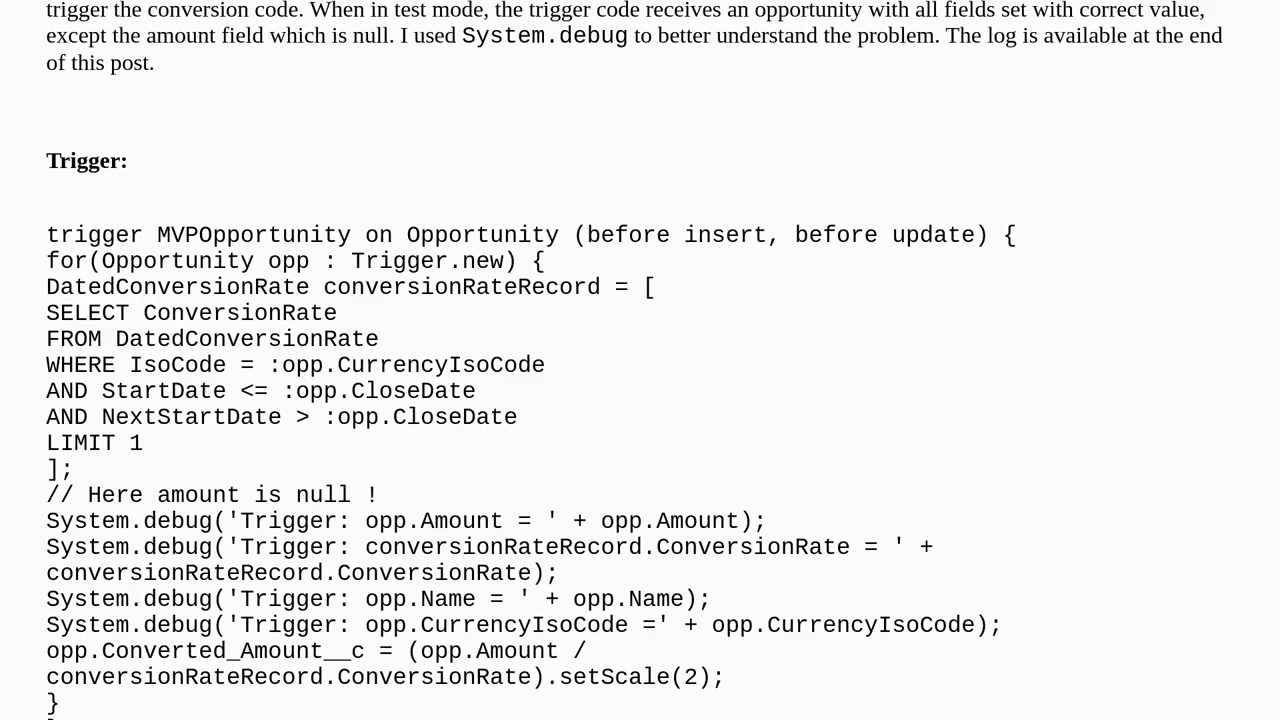 trigger the conversion code. When in test mode, the trigger code receives an opportunity with all fields set with correct value,
except the amount field which is null. I used System.debug to better understand the problem. The log is available at the end
of this post.
Trigger:
trigger MVPOpportunity on Opportunity (before insert, before update) {
for(Opportunity opp : Trigger.new) {
DatedConversionRate conversionRateRecord = [
SELECT ConversionRate
FROM DatedConversionRate
WHERE IsoCode = :opp.CurrencyIsoCode
AND StartDate <= :opp.CloseDate
AND NextStartDate > :opp.CloseDate
LIMIT 1
];
// Here amount is null !
System.debug('Trigger: opp.Amount = ' + opp.Amount);
System.debug('Trigger: conversionRateRecord.ConversionRate = ' +
conversionRateRecord.ConversionRate);
System.debug('Trigger: opp.Name = ' + opp.Name);
System.debug('Trigger: opp.CurrencyIsoCode =' + opp.CurrencyIsoCode);
opp.Converted_Amount__c = (opp.Amount /
conversionRateRecord.ConversionRate).setScale(2);
}